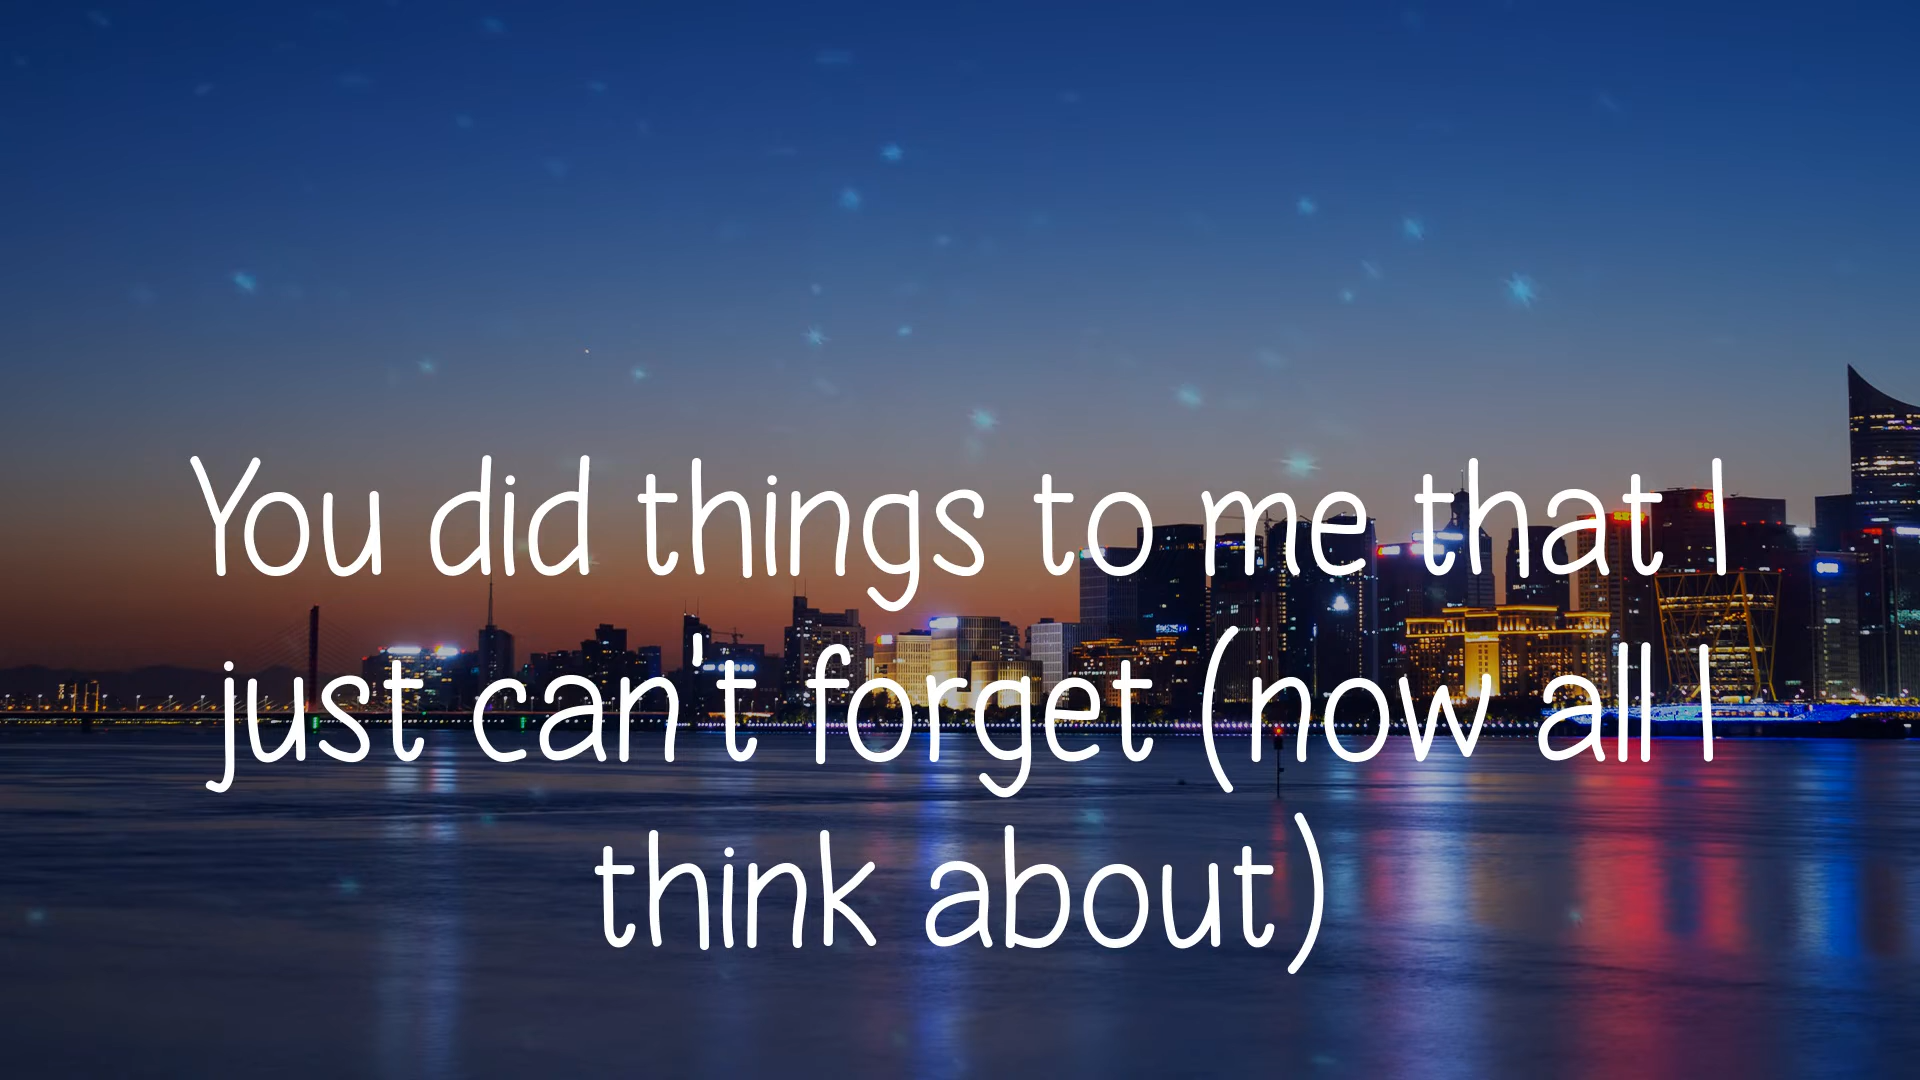 You did things to me that I
just can't forget (now all I
think about)